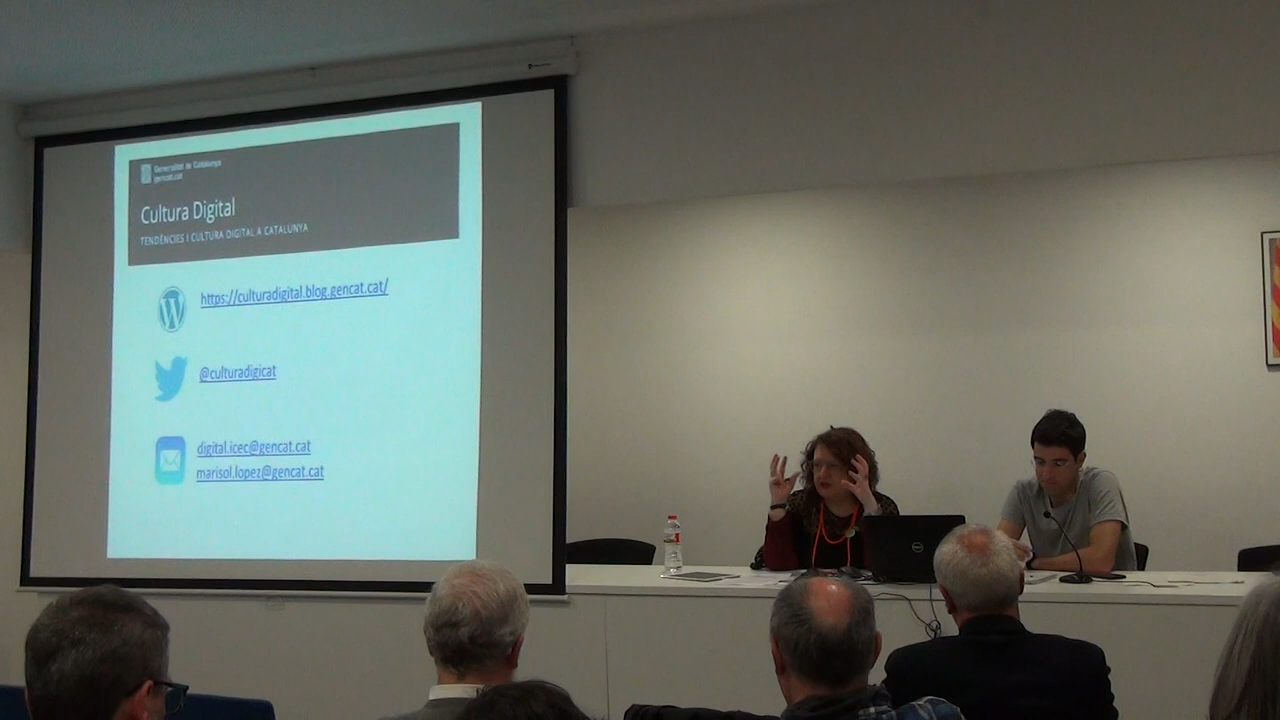 Generalitat de Catalunya
gencat.cat
Cultura Digital
TENDÈNCIES I CULTURA DIGITAL A CATALUNYA
https://culturadigital.blog.gencat.cat/
@culturadigicat
digital.icec@gencat.cat
marisol.lopez@gencat.cat
DELL